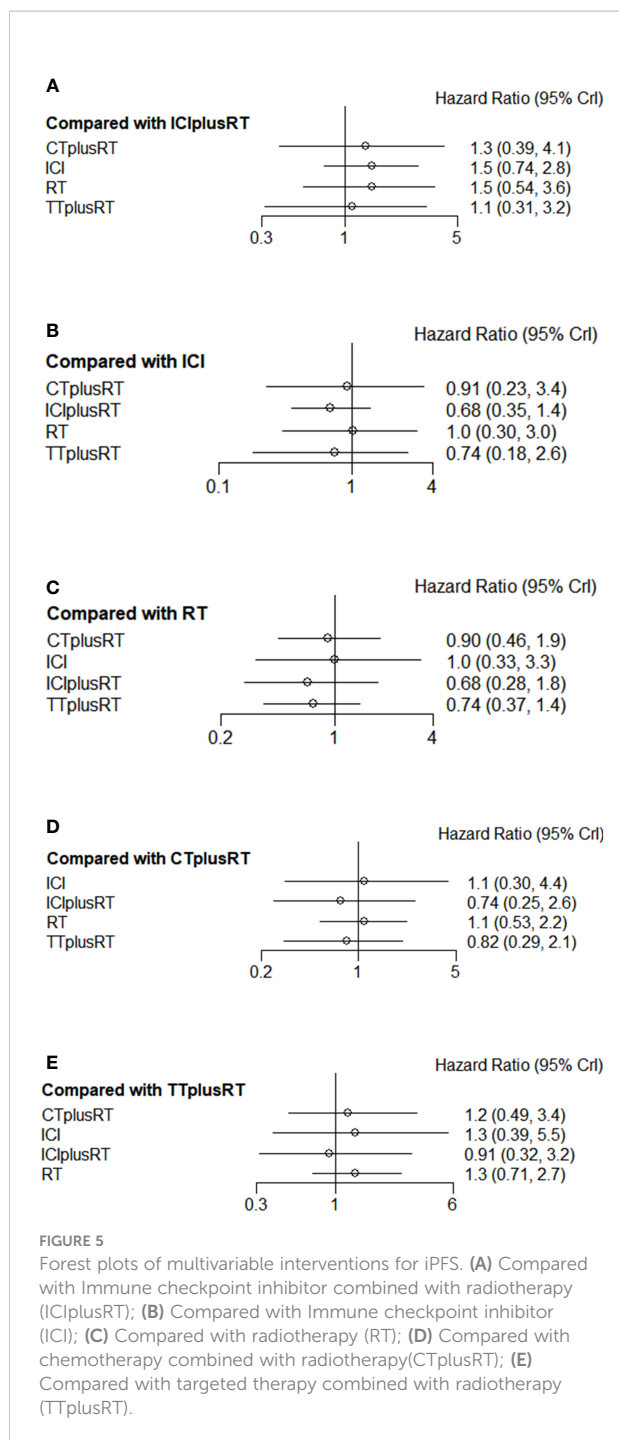 A
Hazard Ratio (95% CrI)
Compared with ICIplusRT
CTplusRT 1.3 (0.39, 4.1)
ICI 1.5 (0.74, 2.8)
RT 1.5 (0.54, 3.6)
TTplusRT 1.1 (0.31, 3.2)
0.3 1 5
B
Hazard Ratio (95% CrI)
Compared with ICI
CTplusRT 0.91 (0.23, 3.4)
ICIplusRT 0.68 (0.35, 1.4)
RT 1.0 (0.30, 3.0)
TTplusRT 0.74 (0.18, 2.6)
0.1 1 4
C
Hazard Ratio (95% CrI)
Compared with RT
CTplusRT 0.90 (0.46, 1.9)
ICI 1.0 (0.33, 3.3)
ICIplusRT 0.68 (0.28, 1.8)
TTplusRT 0.74 (0.37, 1.4)
0.2 1 4
D
Hazard Ratio (95% CrI)
Compared with CTplusRT
ICI 1.1 (0.30, 4.4)
ICIplusRT 0.74 (0.25, 2.6)
RT 1.1 (0.53, 2.2)
TTplusRT 0.82 (0.29, 2.1)
0.2 1 5
E
Hazard Ratio (95% CrI)
Compared with TTplusRT
CTplusRT 1.2 (0.49, 3.4)
ICI 1.3 (0.39, 5.5)
ICIplusRT 0.91 (0.32, 3.2)
RT 1.3 (0.71, 2.7)
0.3 1 6
FIGURE 5
Forest plots of multivariable interventions for iPFS. (A) Compared
with Immune checkpoint inhibitor combined with radiotherapy
(ICIplusRT); (B) Compared with Immune checkpoint inhibitor
(ICI); (C) Compared with radiotherapy (RT); (D) Compared with
chemotherapy combined with radiotherapy(CTplusRT); (E)
Compared with targeted therapy combined with radiotherapy
(TTplusRT).